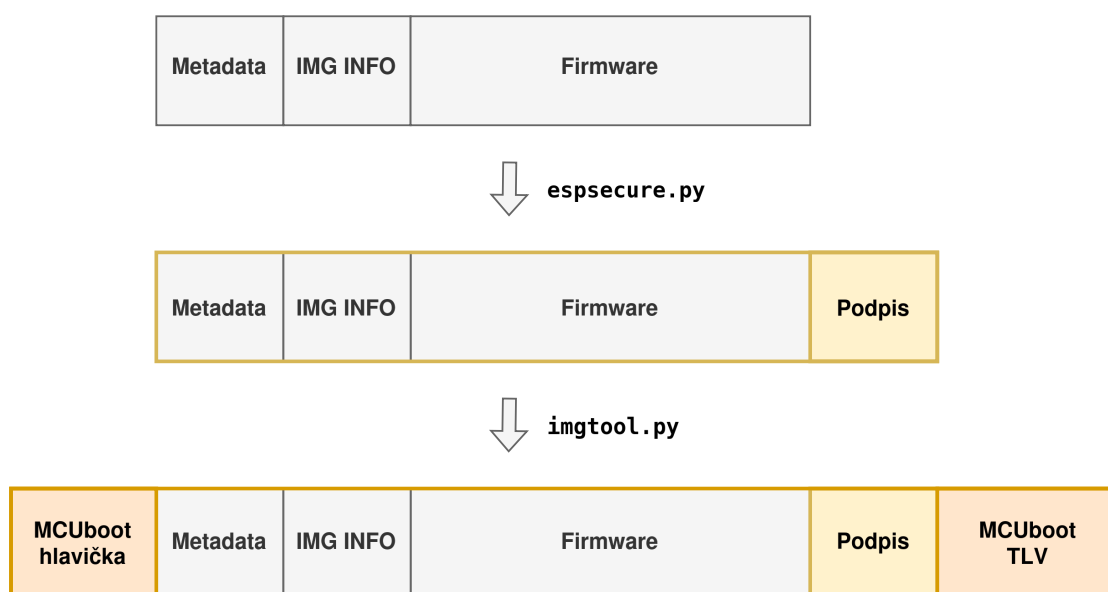 Metadata IMG INFO Firmware
espsecure.py
Metadata IMG INFO Firmware Podpis
imgtool.py
MCUboot
hlavička
Metadata IMG INFO Firmware Podpis
MCUboot
TLV